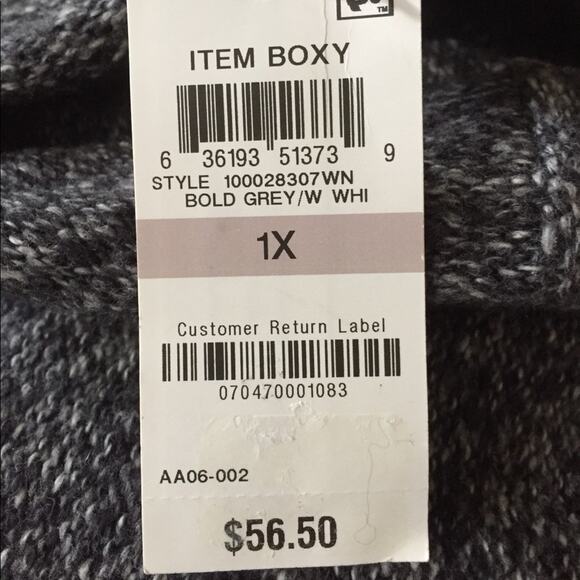 TM
ITEM BOXY
6 36193 51373 9
STYLE 100028307WN
BOLD GREY/W WHI
1X
Customer Return Label
070470001083
AA06-002
$56.50